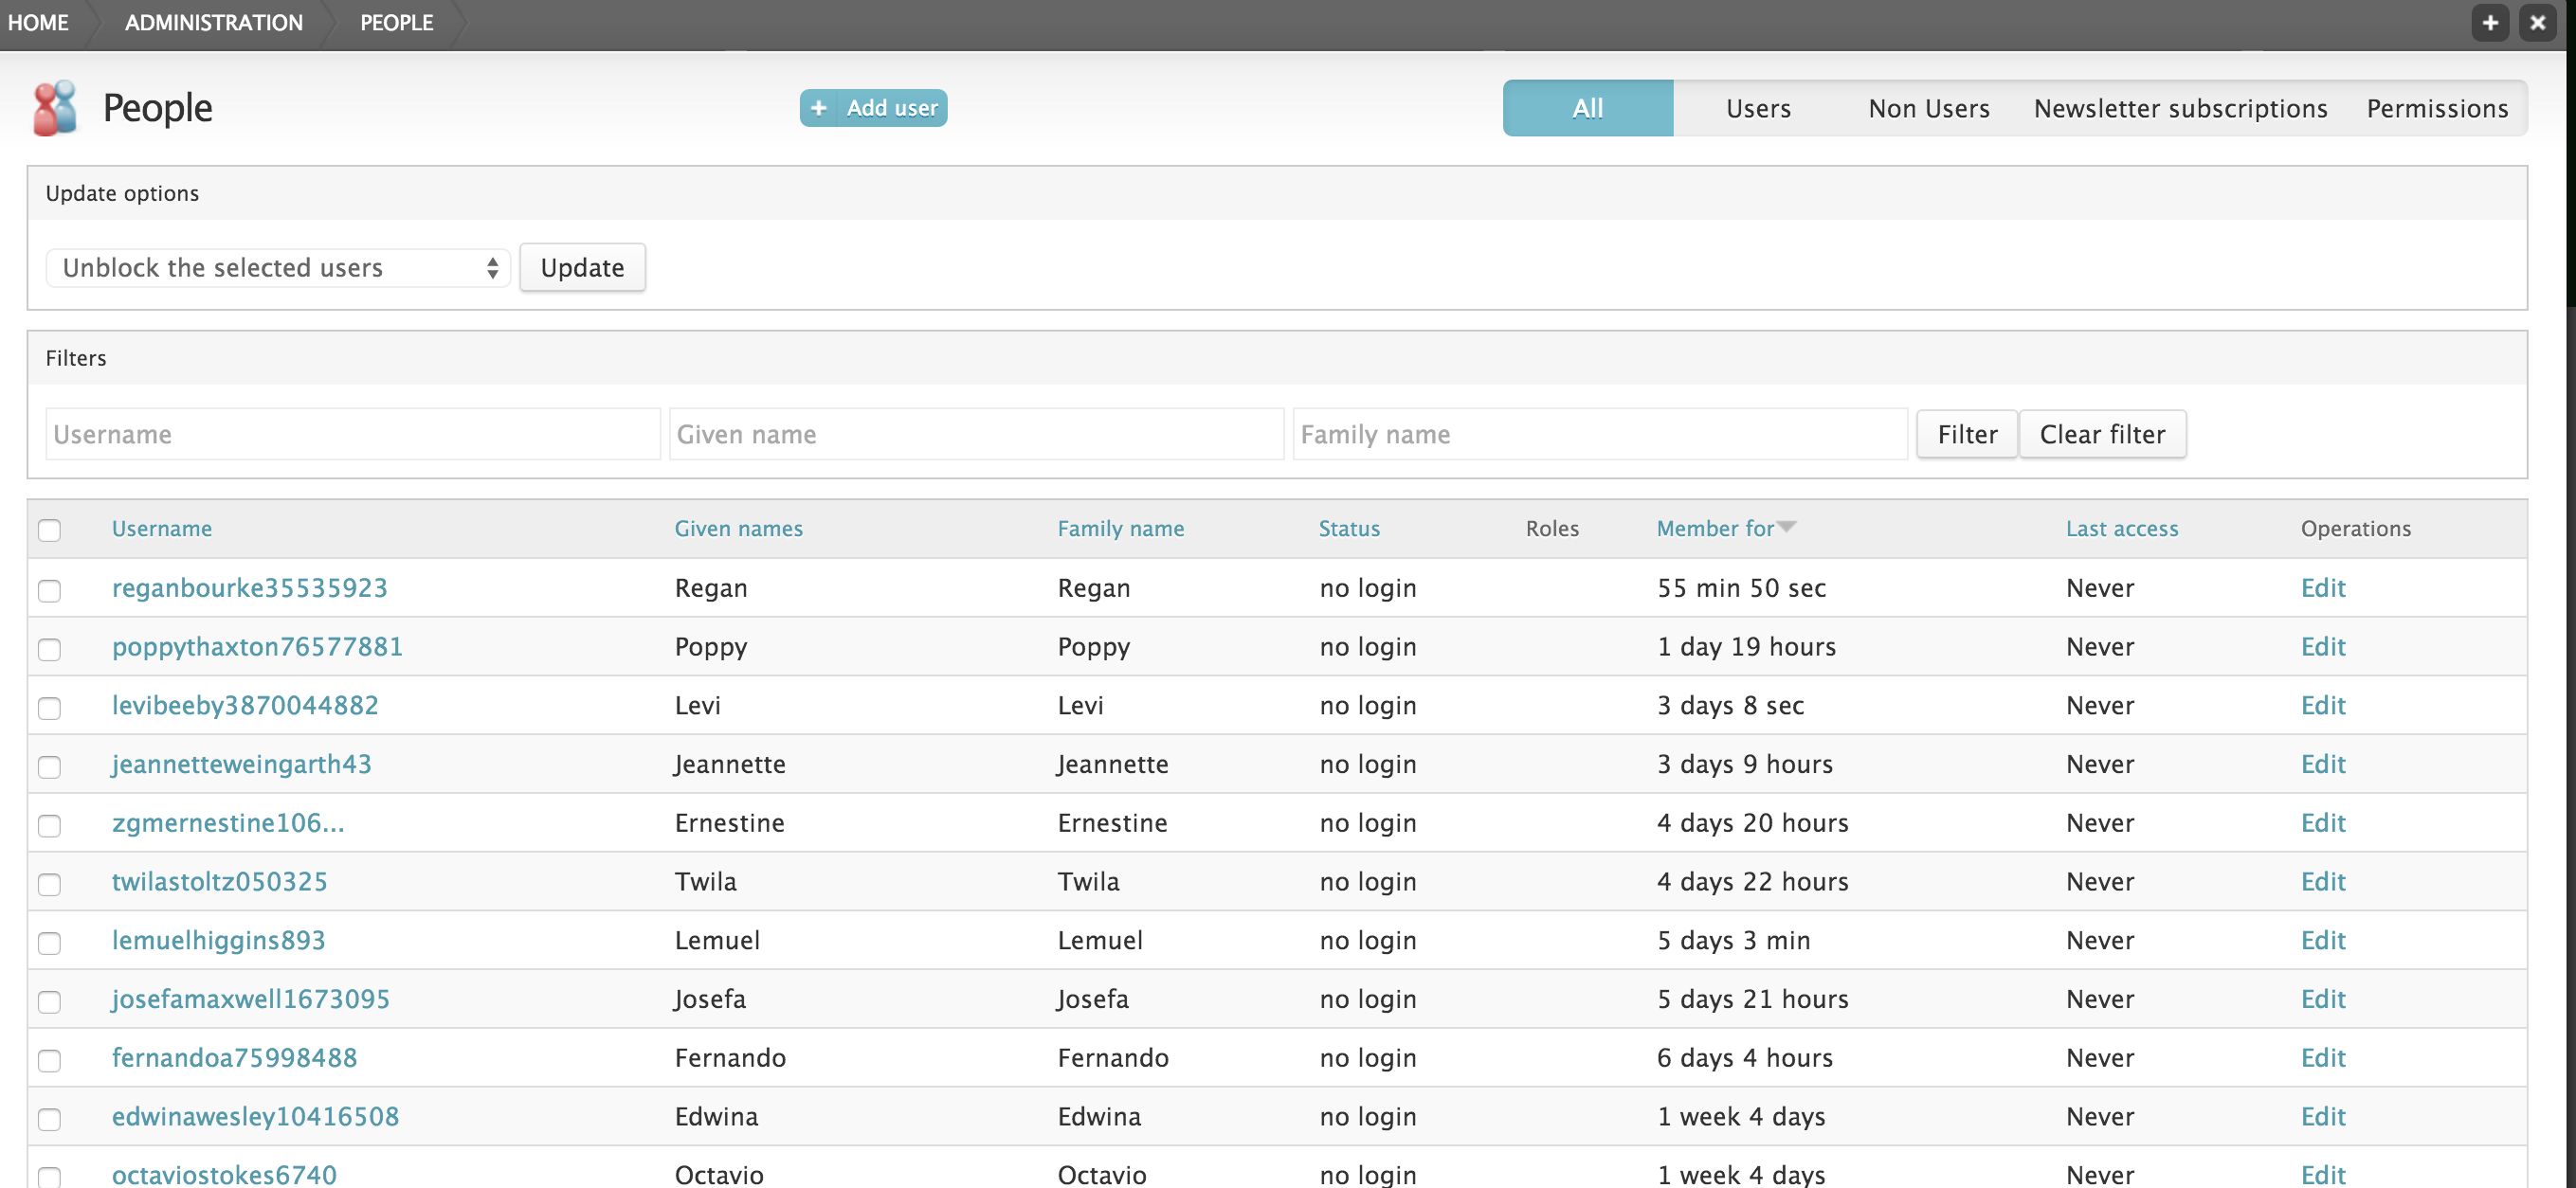 HOME ADMINISTRATION PEOPLE
People + Add user All Users Non Users Newsletter subscriptions Permissions
Update options
Unblock the selected users Update
Filters
Username Given name Family name Filter Clear filter
Username Given names Family name Status Roles Member for Last access Operations
reganbourke35535923 Regan Regan no login 55 min 50 sec Never Edit
poppythaxton76577881 Poppy Poppy no login 1 day 19 hours Never Edit
levibeeby3870044882 Levi Levi no login 3 days 8 sec Never Edit
jeannetteweingarth43 Jeannette Jeannette no login 3 days 9 hours Never Edit
zgmernestine106... Ernestine Ernestine no login 4 days 20 hours Never Edit
twilastoltz050325 Twila Twila no login 4 days 22 hours Never Edit
lemuelhiggins893 Lemuel Lemuel no login 5 days 3 min Never Edit
josefamaxwell1673095 Josefa Josefa no login 5 days 21 hours Never Edit
fernandoa75998488 Fernando Fernando no login 6 days 4 hours Never Edit
edwinawesley10416508 Edwina Edwina no login 1 week 4 days Never Edit
octaviostokes6740 Octavio Octavio no login 1 week 4 days Never Edit